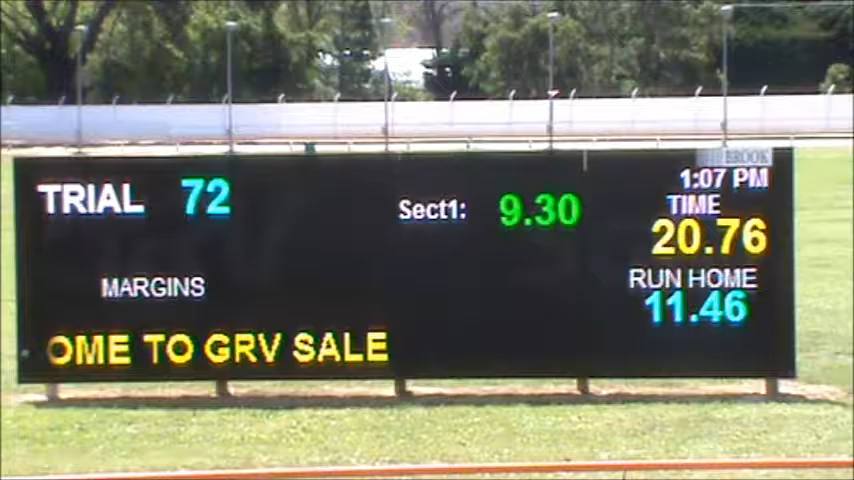 BROOK
TRIAL 72
Sect1: 9.30
1:07 PM
TIME
20.76
MARGINS
RUN HOME
11.46
OME TO GRV SALE